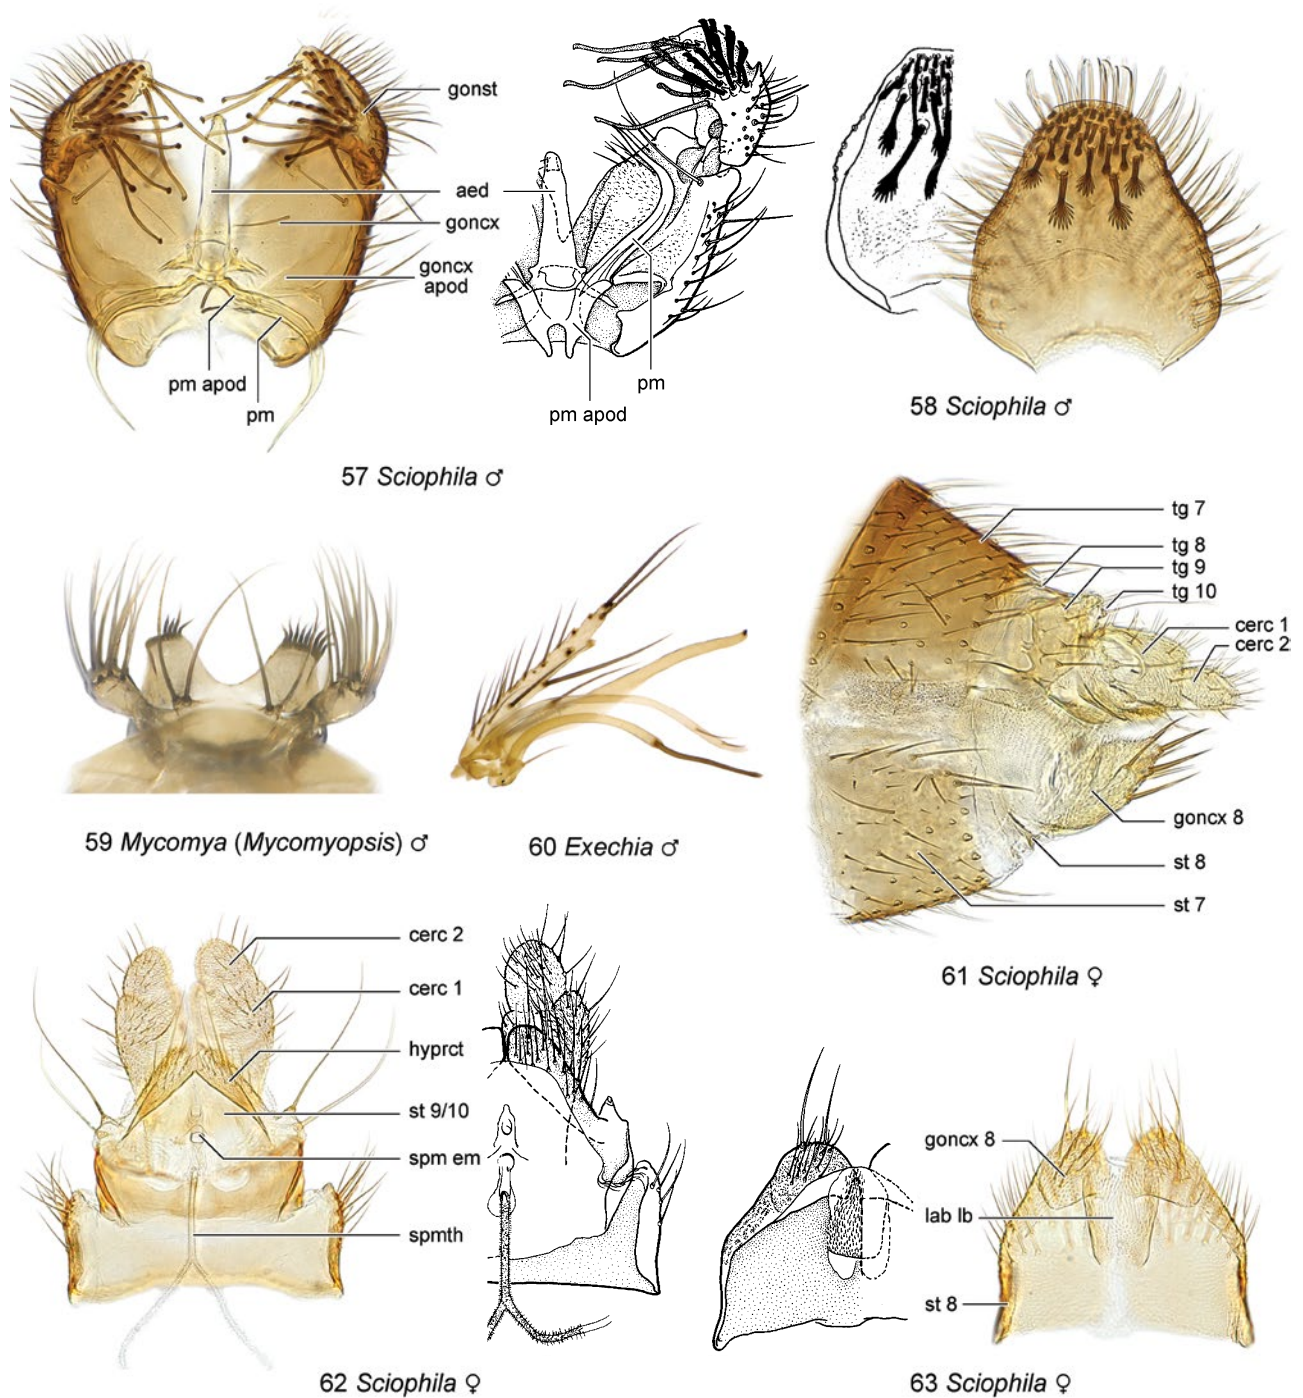 gonst
aed
goncx
goncx
apod
pm apod
pm
pm
pm apod
57 Sciophila ♂
58 Sciophila ♂
59 Mycomya (Mycomyopsis) ♂
60 Exechia ♂
tg 7
tg 8
tg 9
tg 10
cerc 1
cerc 2
goncx 8
st 8
st 7
61 Sciophila ♀
cerc 2
cerc 1
hyprct
st 9/10
spm em
spmth
62 Sciophila ♀
goncx 8
lab lb
st 8
63 Sciophila ♀